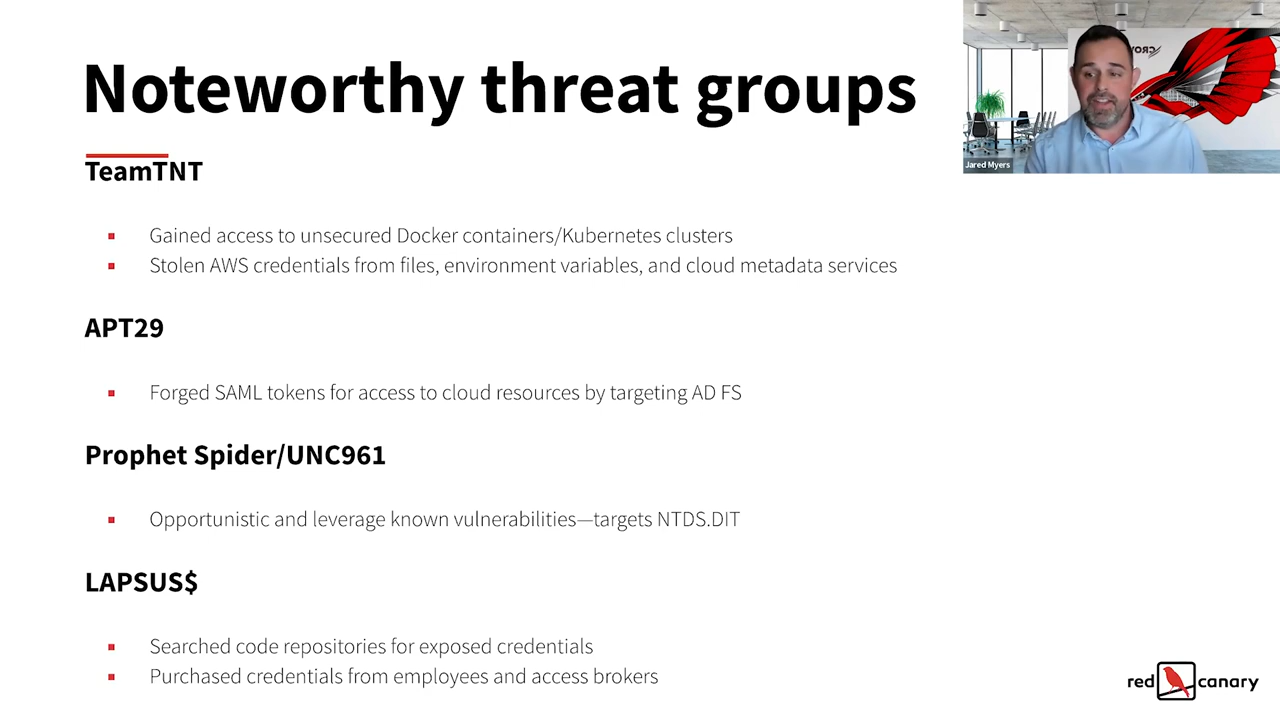 Noteworthy threat groups
TeamTNT
Gained access to unsecured Docker containers/Kubernetes clusters
Stolen AWS credentials from files, environment variables, and cloud metadata services
APT29
Forged SAML tokens for access to cloud resources by targeting AD FS
Prophet Spider/UNC961
Opportunistic and leverage known vulnerabilities—targets NTDS.DIT
LAPSUS$
Searched code repositories for exposed credentials
Purchased credentials from employees and access brokers
Jared Myers
red canary